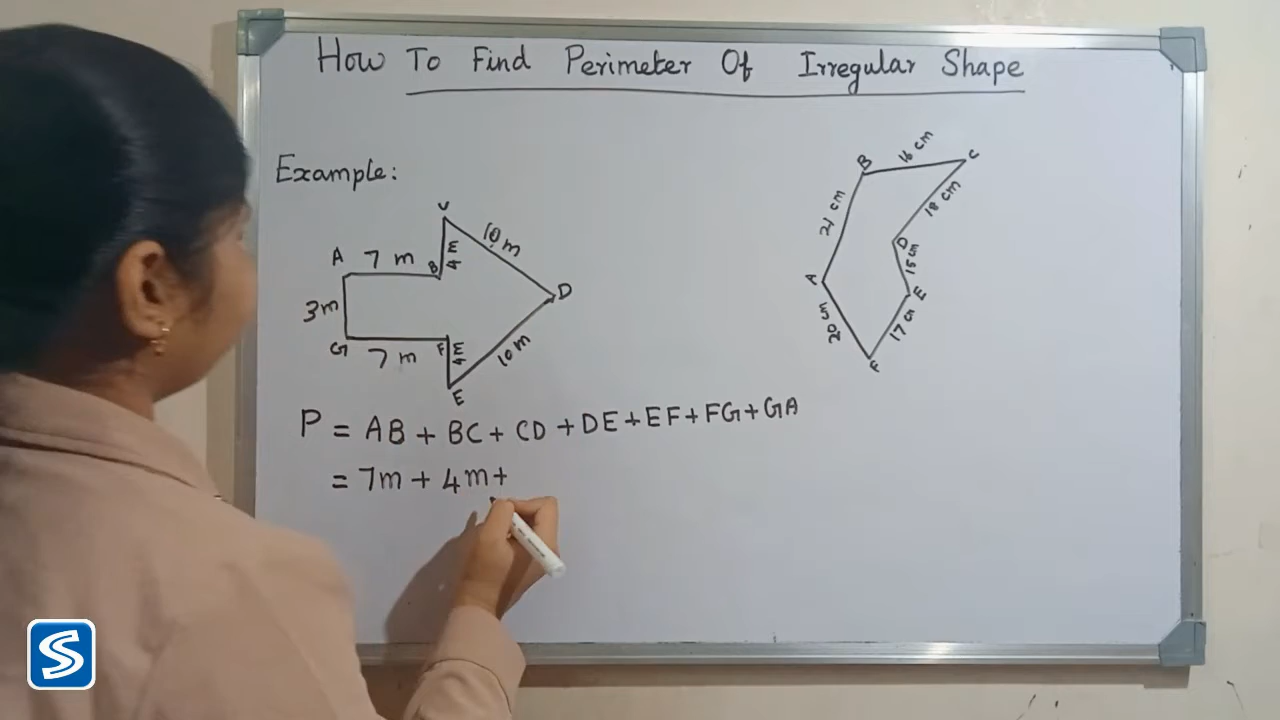 How To Find Perimeter Of Irregular Shape
Example:
C
A 7 m B 4 m 10 m
3m D
G 7 m F 4 m 10 m
E
B 16 cm C
21 cm 18 cm
D
A 15 cm
E
20 cm 17 cm
F
P = AB + BC + CD + DE + EF + FG + GA
= 7m + 4m +
S